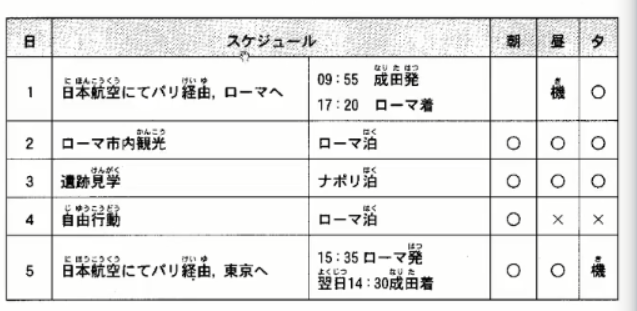 日 スケジュール 朝 昼 夕
1 日本航空にてパリ経由, ローマへ 09:55 成田発 機 ○
17:20 ローマ着
2 ローマ市内観光 ローマ泊 ○ ○ ○
3 遺跡見学 ナポリ泊 ○ ○ ○
4 自由行動 ローマ泊 ○ × ×
5 日本航空にてパリ経由, 東京へ 15:35 ローマ発 ○ ○ 機
翌日14:30成田着